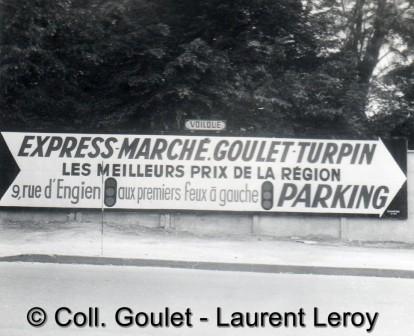 VOILQUE
EXPRESS-MARCHÉ.GOULET-TURPIN
LES MEILLEURS PRIX DE LA RÉGION
9, rue d'Engien aux premiers feux à gauche PARKING
© Coll. Goulet - Laurent Leroy